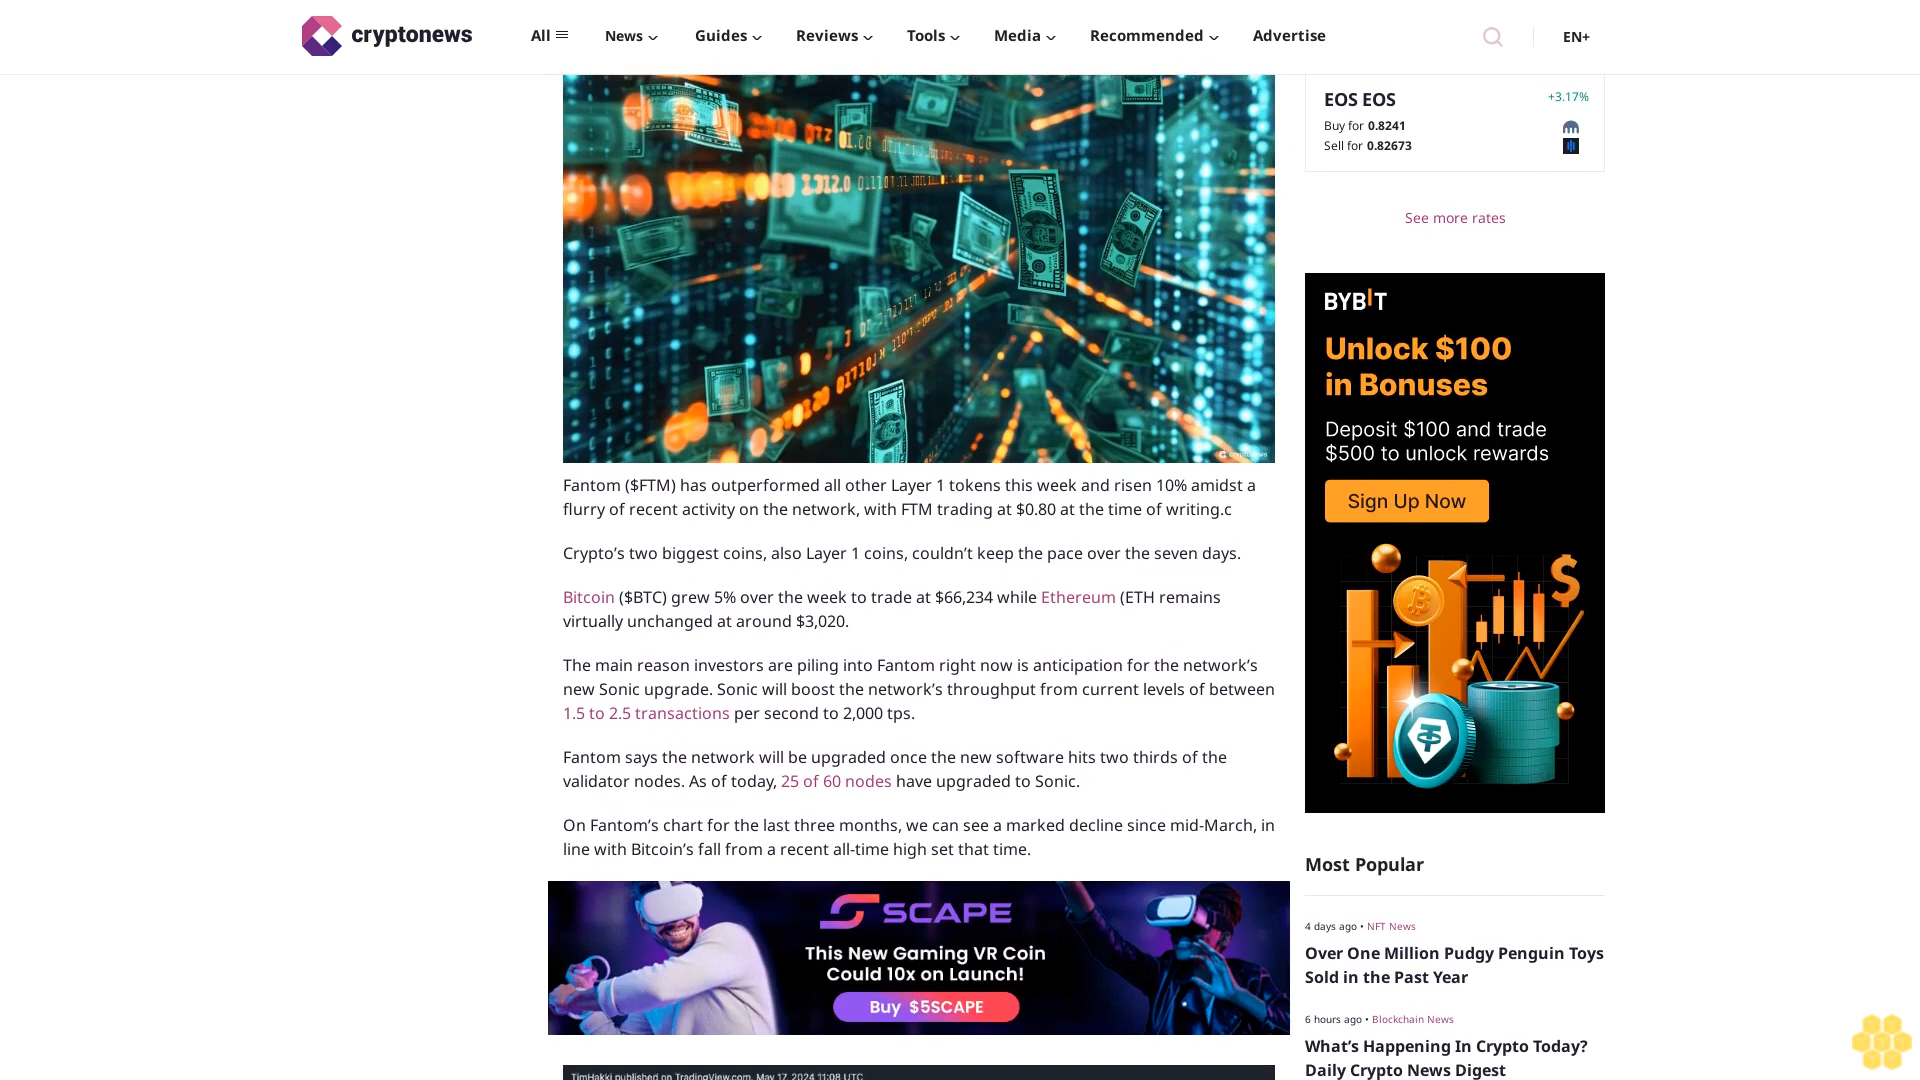 cryptonews
All
News
Guides
Reviews
Tools
Media
Recommended
Advertise
EN+
Fantom ($FTM) has outperformed all other Layer 1 tokens this week and risen 10% amidst a
flurry of recent activity on the network, with FTM trading at $0.80 at the time of writing.c
Crypto’s two biggest coins, also Layer 1 coins, couldn’t keep the pace over the seven days.
Bitcoin ($BTC) grew 5% over the week to trade at $66,234 while Ethereum (ETH remains
virtually unchanged at around $3,020.
The main reason investors are piling into Fantom right now is anticipation for the network’s
new Sonic upgrade. Sonic will boost the network’s throughput from current levels of between
1.5 to 2.5 transactions per second to 2,000 tps.
Fantom says the network will be upgraded once the new software hits two thirds of the
validator nodes. As of today, 25 of 60 nodes have upgraded to Sonic.
On Fantom’s chart for the last three months, we can see a marked decline since mid-March, in
line with Bitcoin’s fall from a recent all-time high set that time.
5SCAPE
This New Gaming VR Coin
Could 10x on Launch!
Buy $5SCAPE
TimHakki published on TradingView.com, May 17, 2024 11:08 UTC
EOS EOS
+3.17%
Buy for 0.8241
Sell for 0.82673
See more rates
BYBIT
Unlock $100
in Bonuses
Deposit $100 and trade
$500 to unlock rewards
Sign Up Now
Most Popular
4 days ago • NFT News
Over One Million Pudgy Penguin Toys
Sold in the Past Year
6 hours ago • Blockchain News
What’s Happening In Crypto Today?
Daily Crypto News Digest